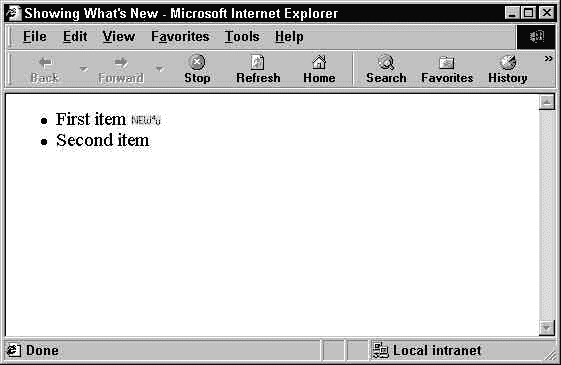 Showing What's New - Microsoft Internet Explorer
File Edit View Favorites Tools Help
Back Forward Stop Refresh Home Search Favorites History »
• First item NEW
• Second item
Done Local intranet